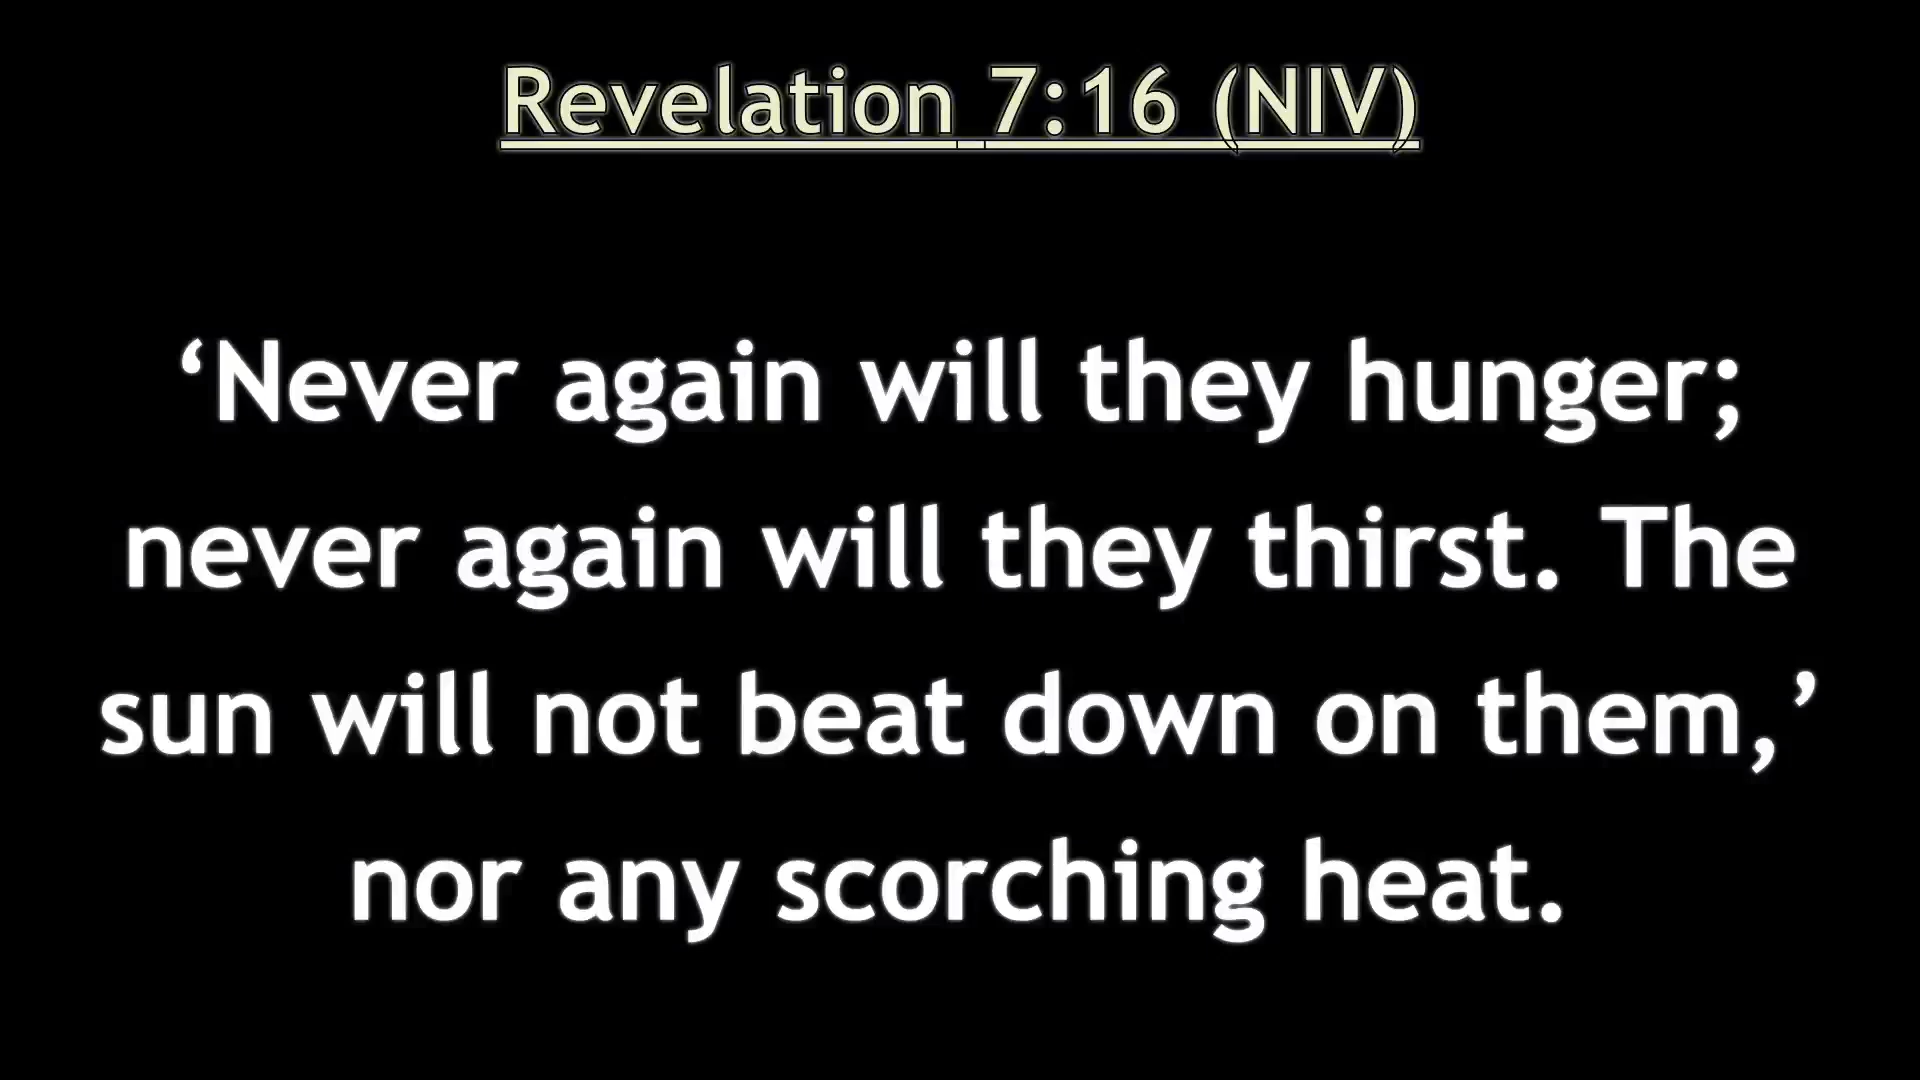 Revelation 7:16 (NIV)
‘Never again will they hunger;
never again will they thirst. The
sun will not beat down on them,’
nor any scorching heat.